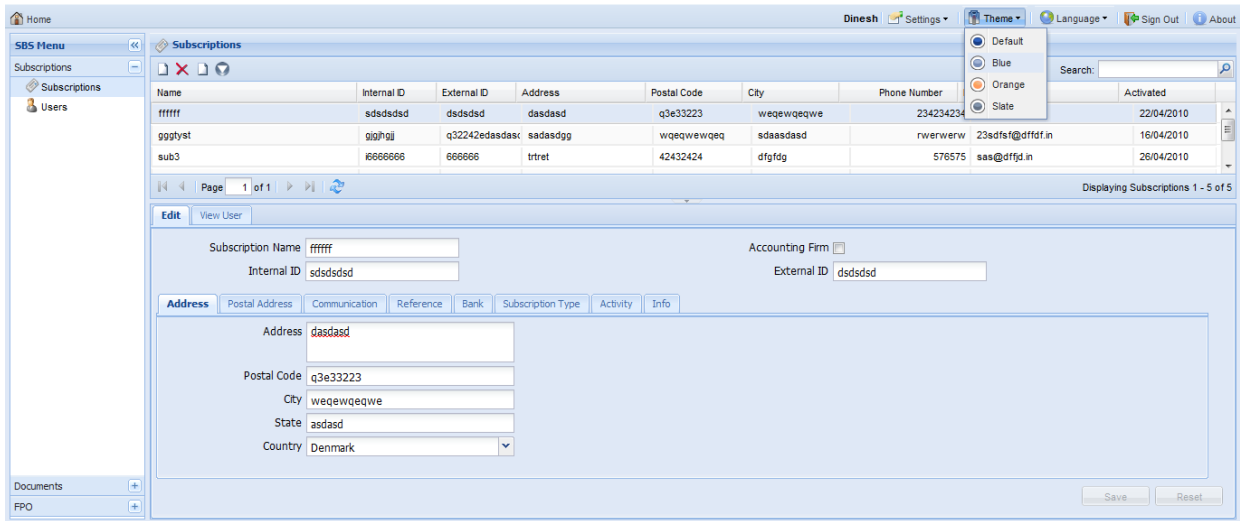 Home Dinesh Settings Theme Language Sign Out About
SBS Menu Subscriptions Default
Subscriptions Blue
Subscriptions Search:
Users Orange
Slate
Name Internal ID External ID Address Postal Code City Phone Number Activated
ffffff sdsdsdsd dsdsdsd dasdasd q3e33223 weqewqeqwe 234234234 22/04/2010
gggtyst gjgjhgjj q32242edasdasd sadasdgg wqeqwewqeq sdaasdasd rwerwerw 23sdfsf@dffdf.in 16/04/2010
sub3 i6666666 666666 trtret 42432424 dfgfdg 576575 sas@dffjd.in 26/04/2010
Page 1 of 1 Displaying Subscriptions 1 - 5 of 5
Edit View User
Subscription Name ffffff Accounting Firm
Internal ID sdsdsdsd External ID dsdsdsd
Address Postal Address Communication Reference Bank Subscription Type Activity Info
Address dasdasd
Postal Code q3e33223
City weqewqeqwe
State asdasd
Country Denmark
Documents
Save Reset
FPO